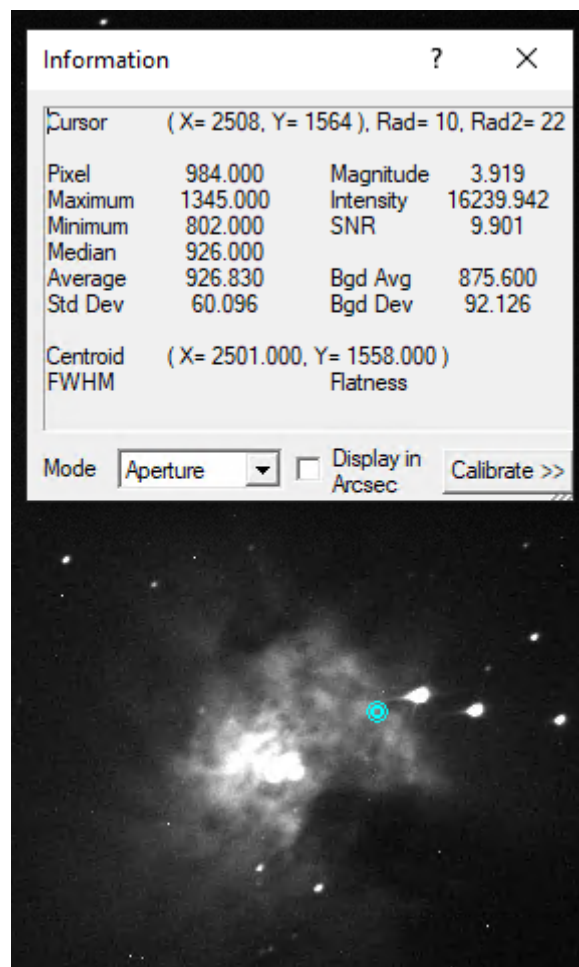 Information ? ×
Cursor ( X= 2508, Y= 1564 ), Rad= 10, Rad2= 22
Pixel 984.000 Magnitude 3.919
Maximum 1345.000 Intensity 16239.942
Minimum 802.000 SNR 9.901
Median 926.000
Average 926.830 Bgd Avg 875.600
Std Dev 60.096 Bgd Dev 92.126
Centroid ( X= 2501.000, Y= 1558.000 )
FWHM Flatness
Mode Aperture Display in
Arcsec Calibrate >>